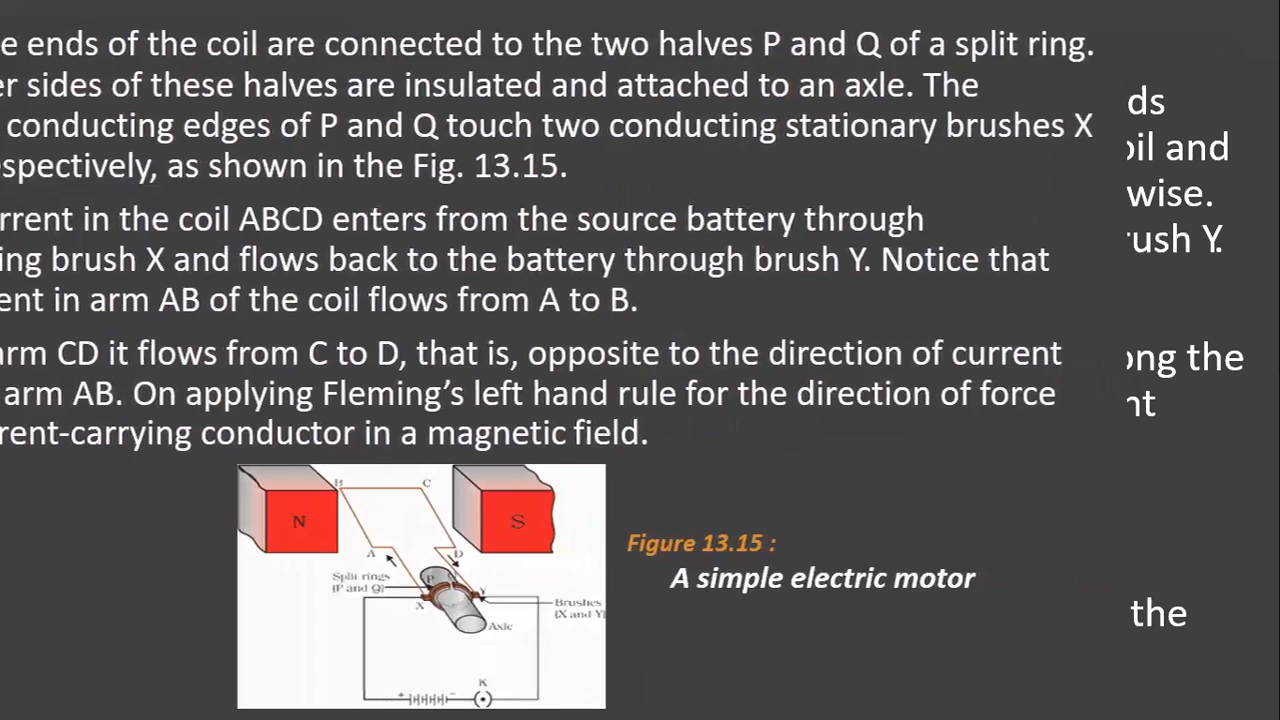 e ends of the coil are connected to the two halves P and Q of a split ring.
er sides of these halves are insulated and attached to an axle. The
conducting edges of P and Q touch two conducting stationary brushes X
espectively, as shown in the Fig. 13.15.
rrent in the coil ABCD enters from the source battery through
ing brush X and flows back to the battery through brush Y. Notice that
ent in arm AB of the coil flows from A to B.
arm CD it flows from C to D, that is, opposite to the direction of current
arm AB. On applying Fleming’s left hand rule for the direction of force
rent-carrying conductor in a magnetic field.
ds
oil and
wise.
rush Y.
ong the
nt
the
B
C
N
S
A
D
Split rings
(P and Q)
P
Q
X
Y
Brushes
(X and Y)
Axle
K
+
−
Figure 13.15 :
A simple electric motor